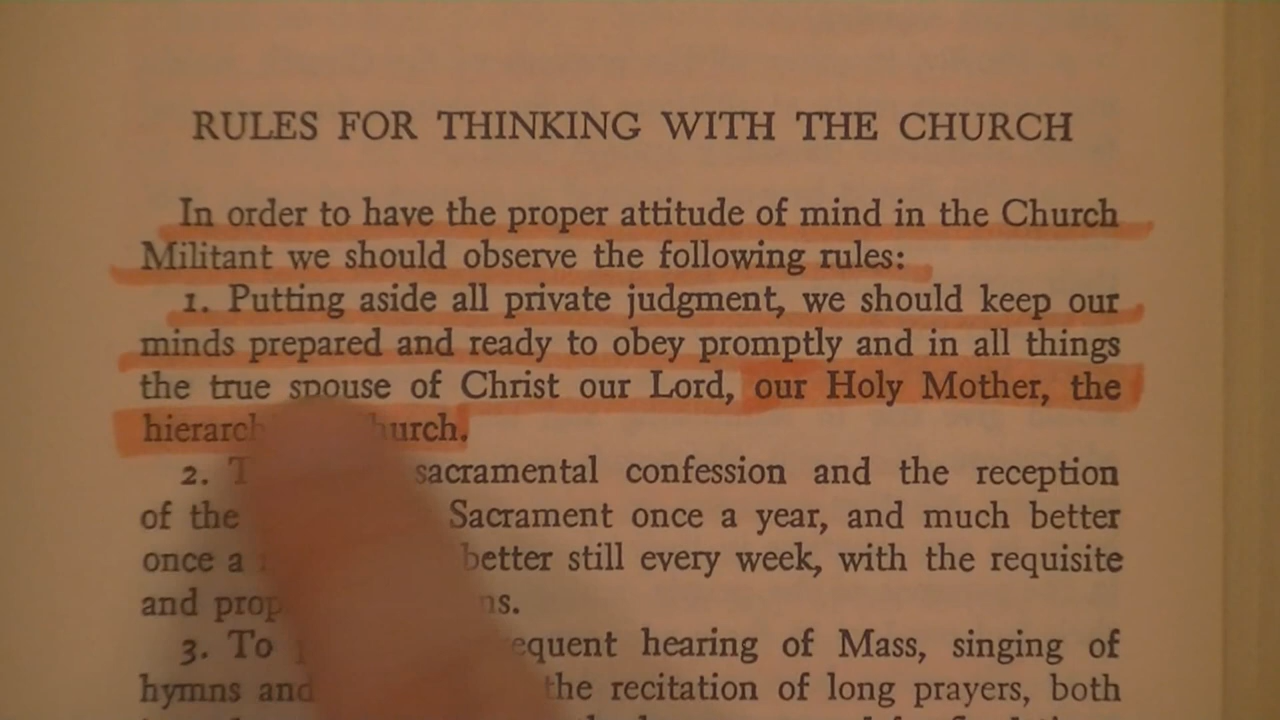 RULES FOR THINKING WITH THE CHURCH
In order to have the proper attitude of mind in the Church
Militant we should observe the following rules:
1. Putting aside all private judgment, we should keep our
minds prepared and ready to obey promptly and in all things
the true spouse of Christ our Lord, our Holy Mother, the
2. sacramental confession and the reception
of the Sacrament once a year, and much better
once a better still every week, with the requisite
and
3. To hearing of Mass, singing of
hymns and the recitation of long prayers, both